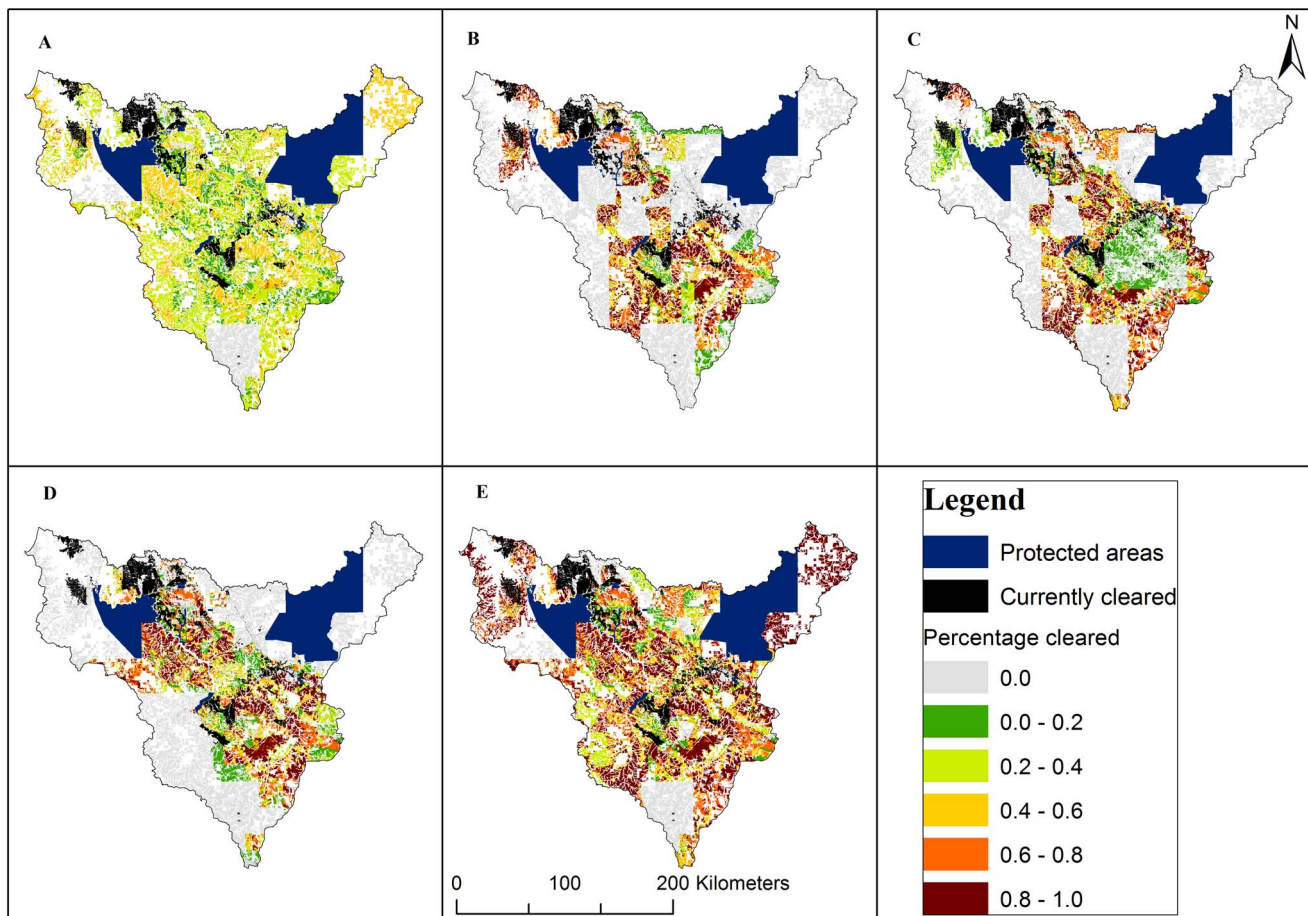 A
B
C
N
D
E
Legend
Protected areas
Currently cleared
Percentage cleared
0.0
0.0 - 0.2
0.2 - 0.4
0.4 - 0.6
0.6 - 0.8
0.8 - 1.0
0 100 200 Kilometers